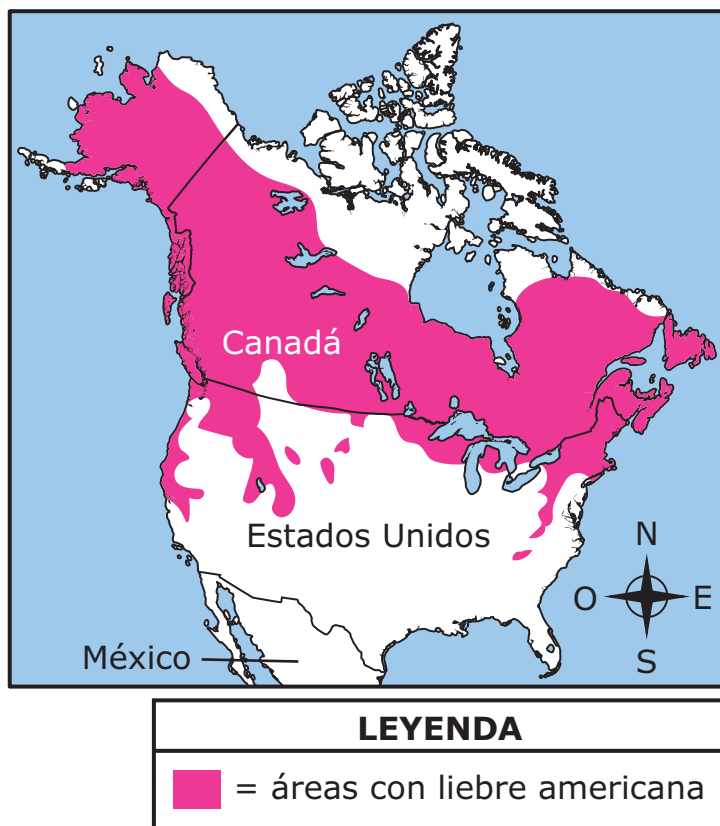 Canadá
Estados Unidos
N
O E
S
México
LEYENDA
= áreas con liebre americana